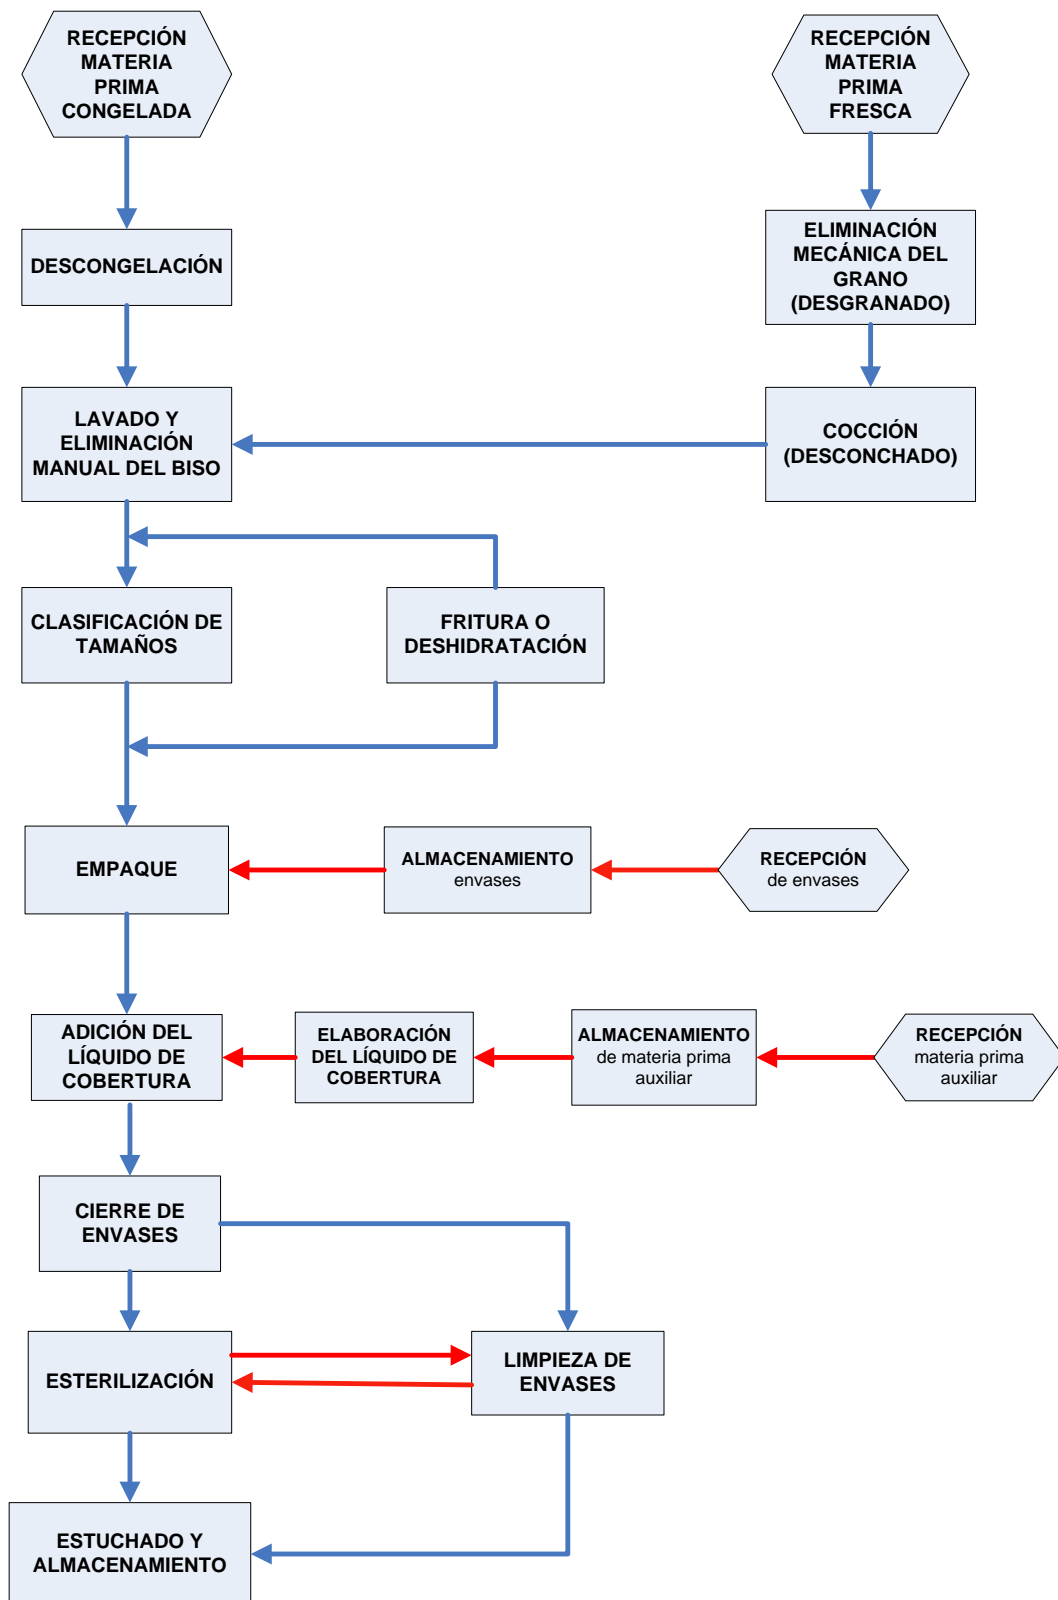 RECEPCIÓN
MATERIA
PRIMA
CONGELADA
RECEPCIÓN
MATERIA
PRIMA
FRESCA
DESCONGELACIÓN
ELIMINACIÓN
MECÁNICA DEL
GRANO
(DESGRANADO)
LAVADO Y
ELIMINACIÓN
MANUAL DEL BISO
COCCIÓN
(DESCONCHADO)
CLASIFICACIÓN DE
TAMAÑOS
FRITURA O
DESHIDRATACIÓN
EMPAQUE
ALMACENAMIENTO
envases
RECEPCIÓN
de envases
ADICIÓN DEL
LÍQUIDO DE
COBERTURA
ELABORACIÓN
DEL LÍQUIDO DE
COBERTURA
ALMACENAMIENTO
de materia prima
auxiliar
RECEPCIÓN
materia prima
auxiliar
CIERRE DE
ENVASES
ESTERILIZACIÓN
LIMPIEZA DE
ENVASES
ESTUCHADO Y
ALMACENAMIENTO